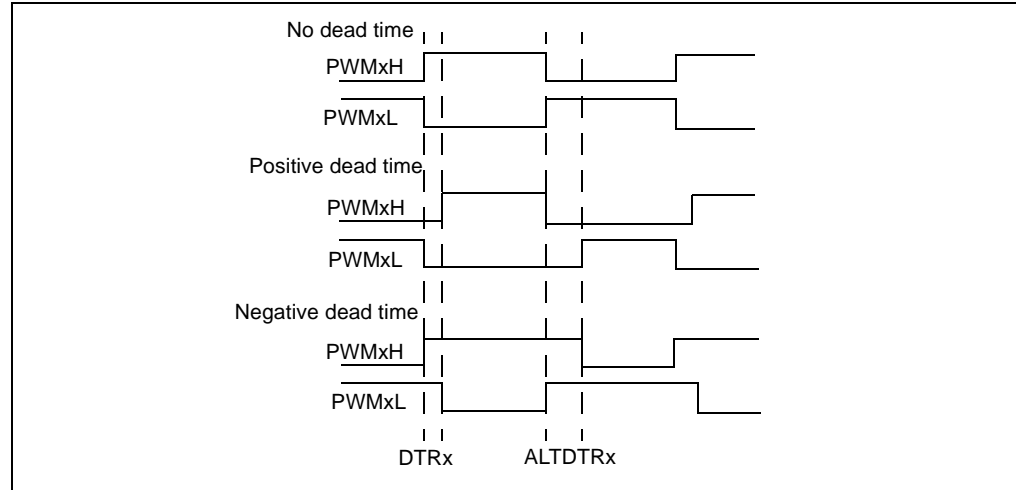 No dead time
PWMxH
PWMxL
Positive dead time
PWMxH
PWMxL
Negative dead time
PWMxH
PWMxL
DTRx ALTDTRx